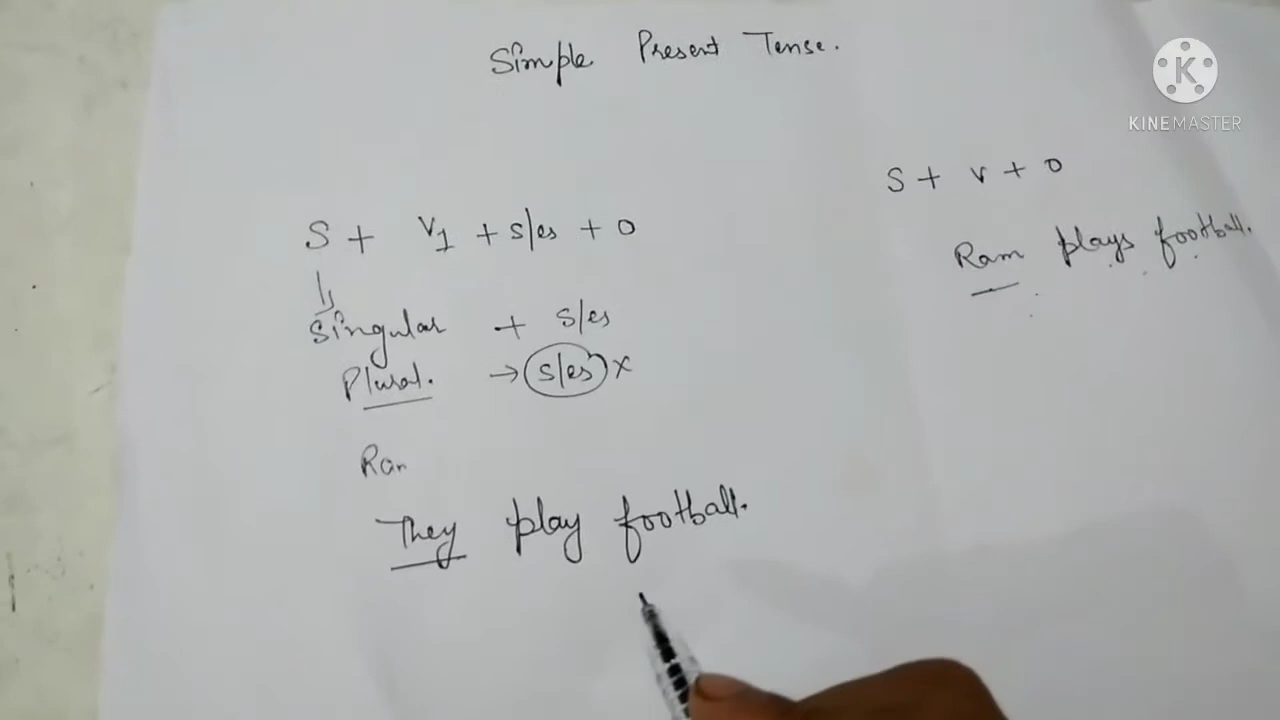 Simple Present Tense.
K
KINEMASTER
S + V + O
Ram plays football.
S + V1 + s/es + O
Singular + s/es
Plural. → s/es x
Ram
They play football.